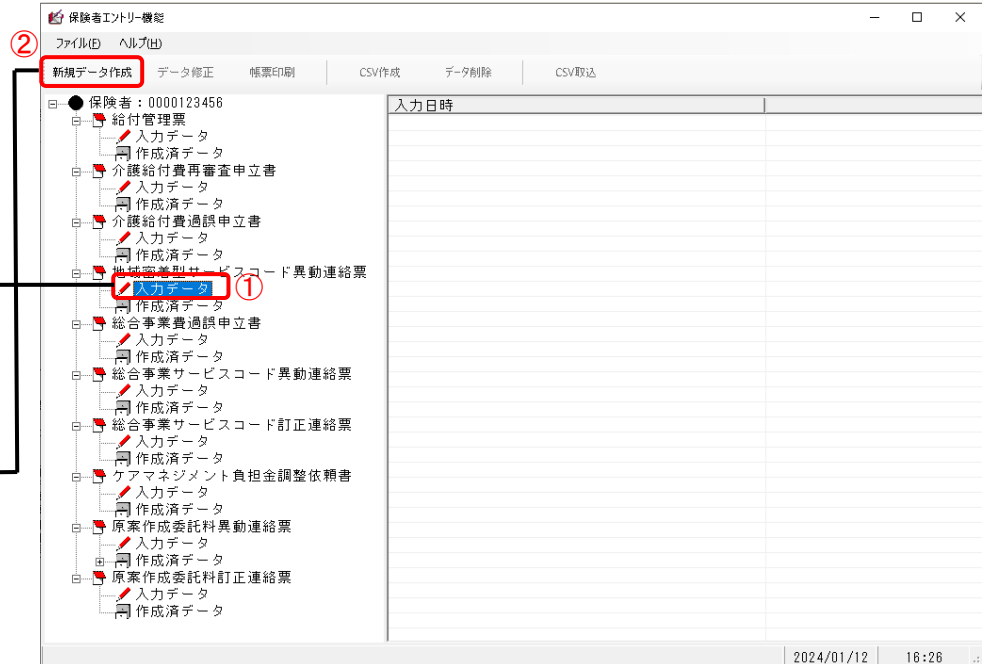 保険者エントリー機能
② ファイル(F) ヘルプ(H)
新規データ作成 データ修正 帳票印刷 CSV作成 データ削除 CSV取込
保険者：0000123456
入力日時
給付管理票
入力データ
作成済データ
介護給付費再審査申立書
入力データ
作成済データ
介護給付費過誤申立書
入力データ
作成済データ
地域密着型サービスコード異動連絡票
入力データ ①
作成済データ
総合事業費過誤申立書
入力データ
作成済データ
総合事業サービスコード異動連絡票
入力データ
作成済データ
総合事業サービスコード訂正連絡票
入力データ
作成済データ
ケアマネジメント負担金調整依頼書
入力データ
作成済データ
原案作成委託料異動連絡票
入力データ
作成済データ
原案作成委託料訂正連絡票
入力データ
作成済データ
2024/01/12 16:26